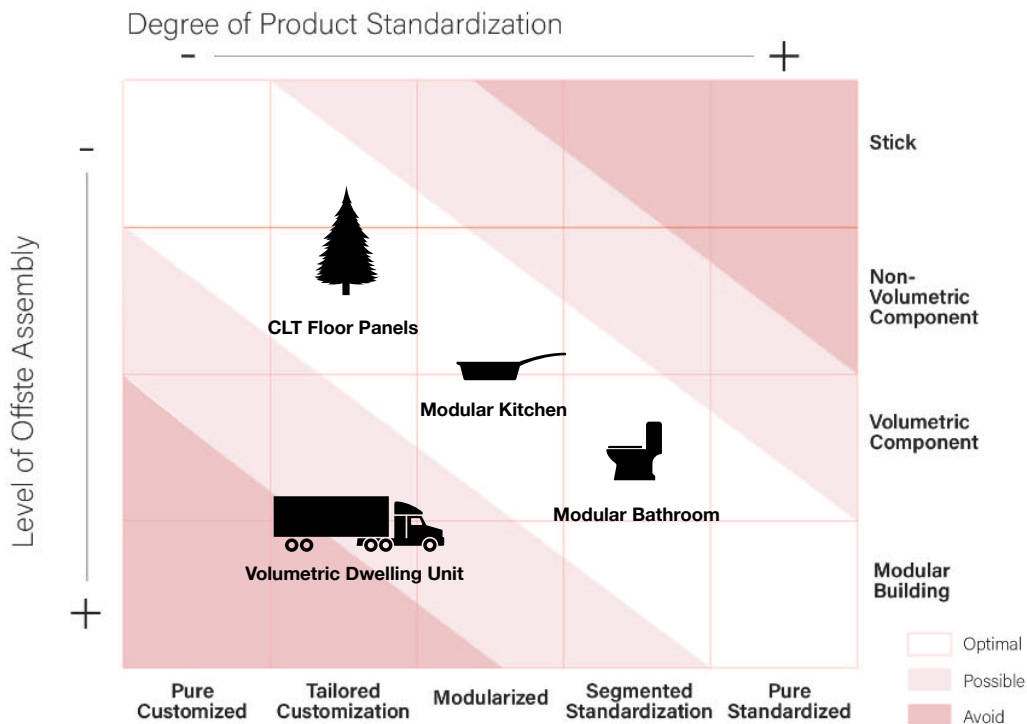 Degree of Product Standardization
-
+
-
Level of Offste Assembly
+
Stick
Non-
Volumetric
Component
Volumetric
Component
Modular
Building
CLT Floor Panels
Modular Kitchen
Modular Bathroom
Volumetric Dwelling Unit
Pure
Customized
Tailored
Customization
Modularized
Segmented
Standardization
Pure
Standardized
Optimal
Possible
Avoid